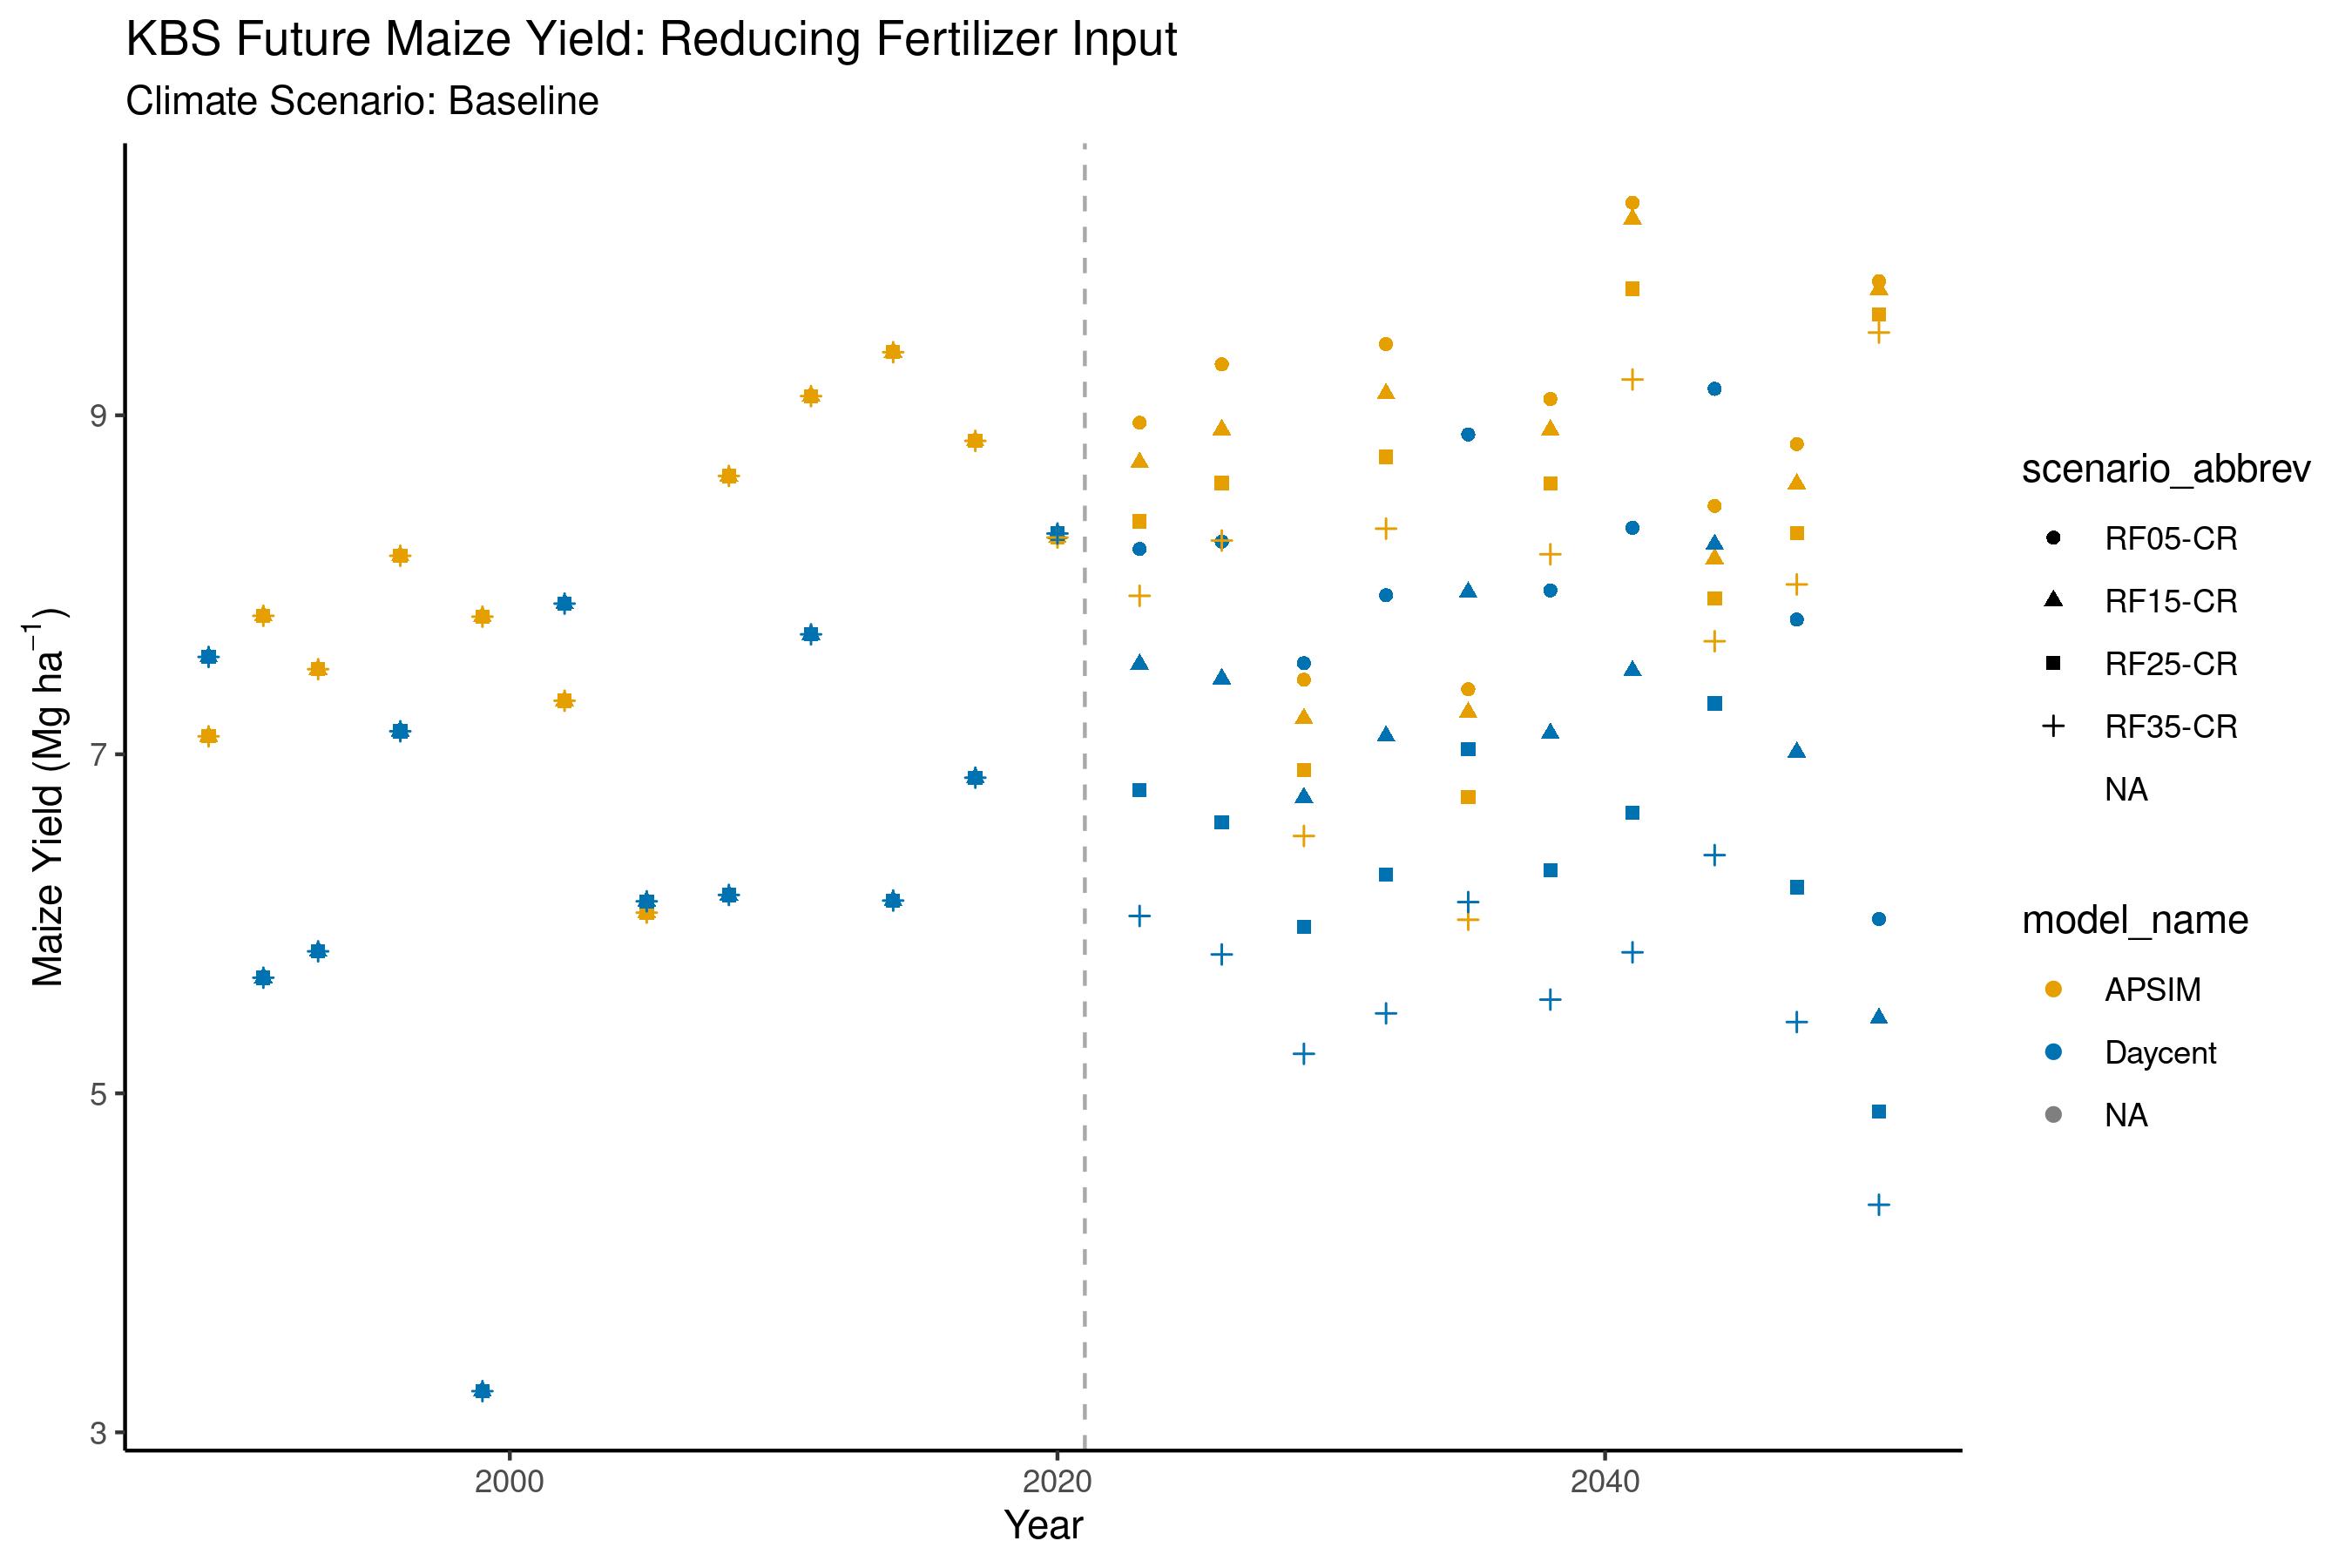 KBS Future Maize Yield: Reducing Fertilizer Input
Climate Scenario: Baseline
Maize Yield (Mg ha⁻¹)
9
7
5
3
2000
2020
2040
Year
scenario_abbrev
RF05-CR
RF15-CR
RF25-CR
RF35-CR
NA
model_name
APSIM
Daycent
NA